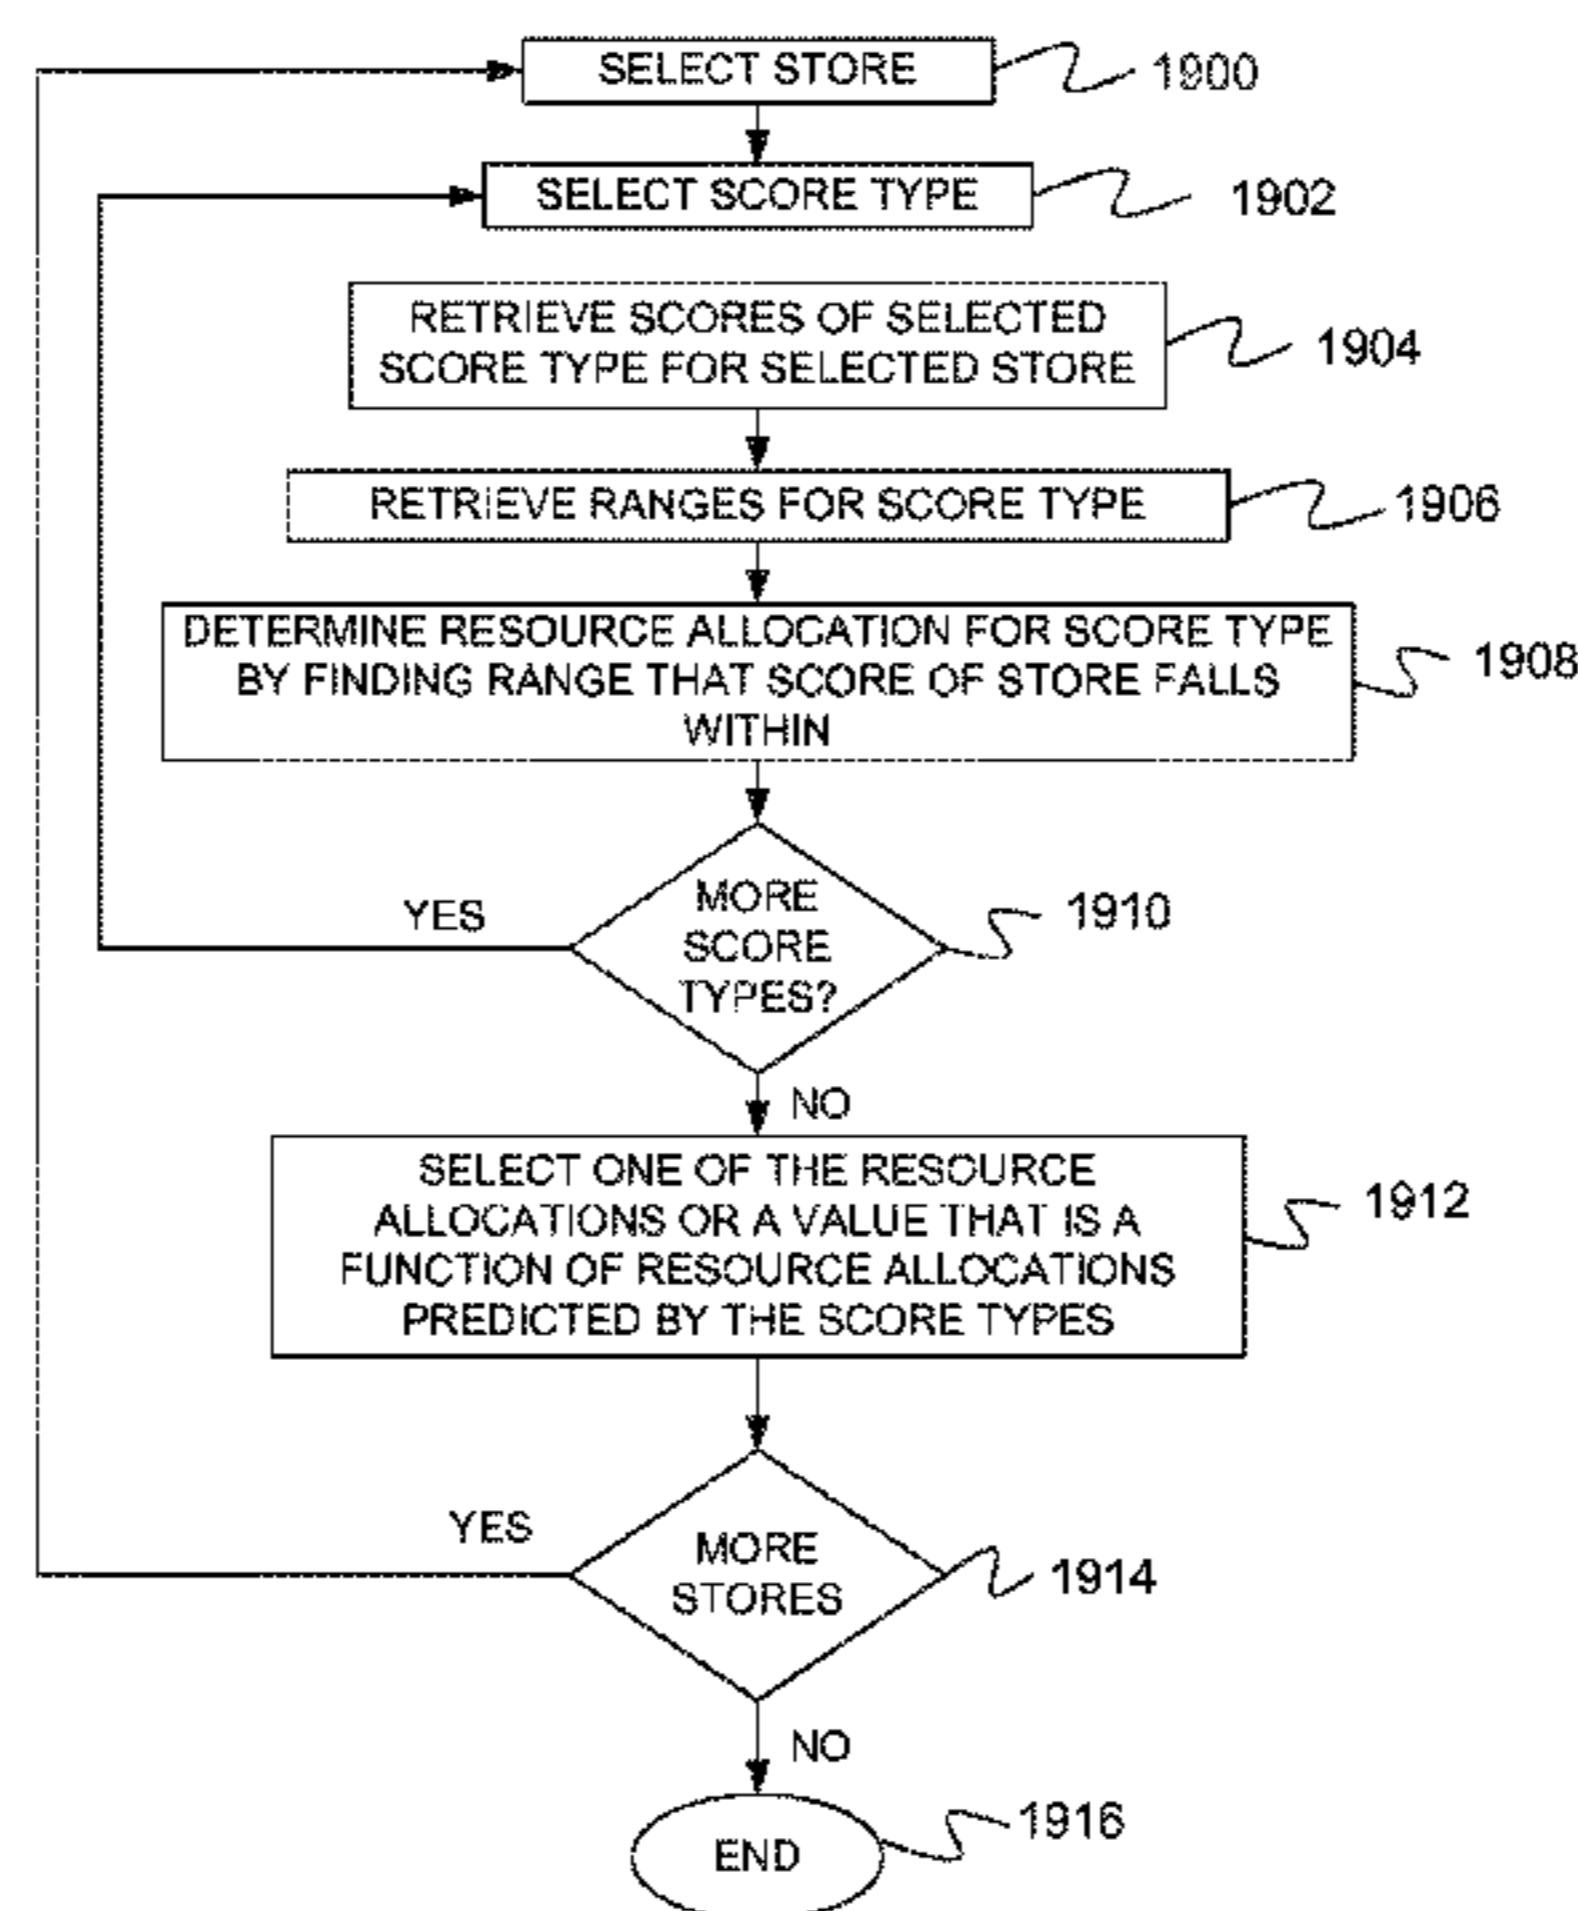 SELECT STORE
1900
SELECT SCORE TYPE
1902
RETRIEVE SCORES OF SELECTED
SCORE TYPE FOR SELECTED STORE
1904
RETRIEVE RANGES FOR SCORE TYPE
1906
DETERMINE RESOURCE ALLOCATION FOR SCORE TYPE
BY FINDING RANGE THAT SCORE OF STORE FALLS
WITHIN
1908
MORE
SCORE
TYPES?
1910
YES
NO
SELECT ONE OF THE RESOURCE
ALLOCATIONS OR A VALUE THAT IS A
FUNCTION OF RESOURCE ALLOCATIONS
PREDICTED BY THE SCORE TYPES
1912
YES
MORE
STORES
1914
NO
END
1916